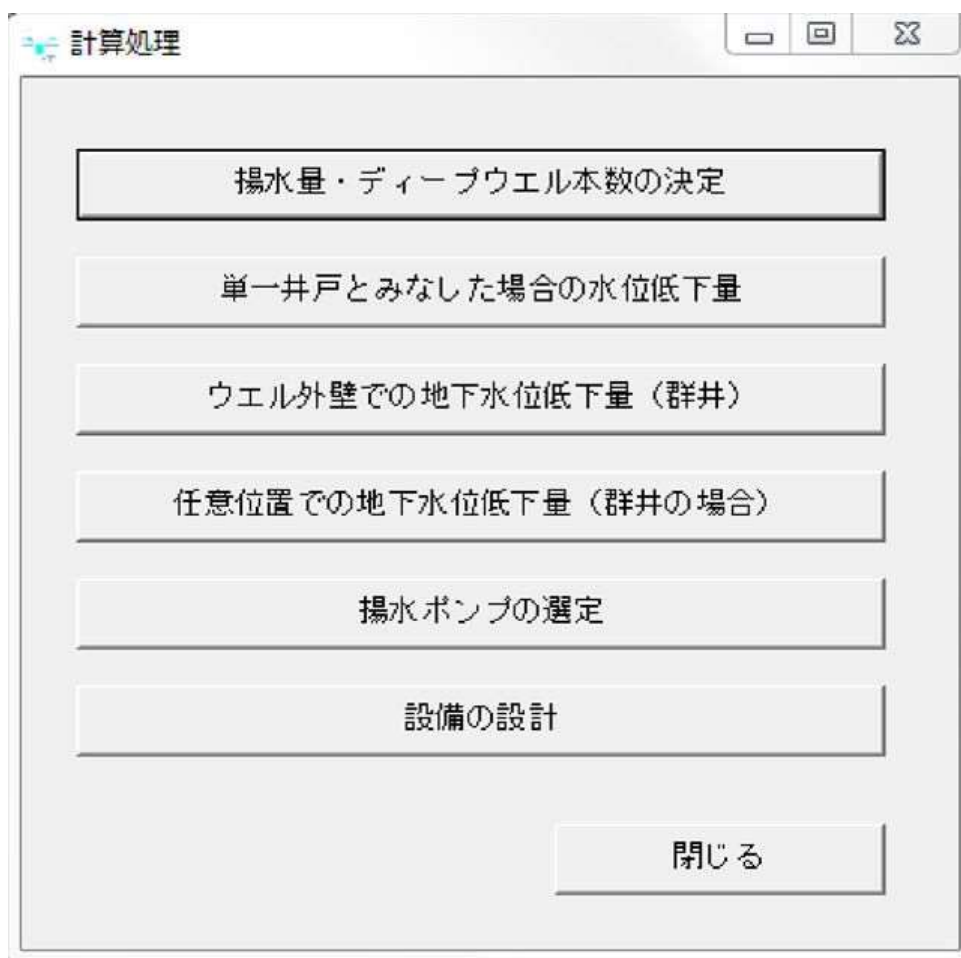 計算処理
揚水量・ディープウエル本数の決定
単一井戸とみなした場合の水位低下量
ウエル外壁での地下水位低下量（群井）
任意位置での地下水位低下量（群井の場合）
揚水ポンプの選定
設備の設計
閉じる